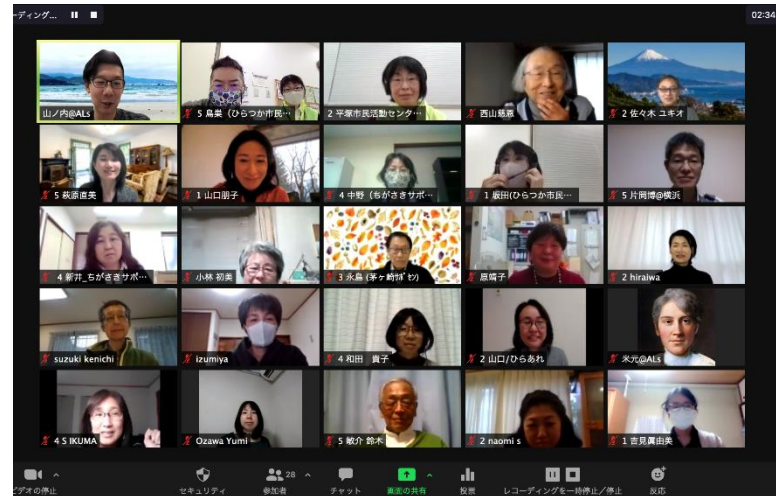 ーディング...
02:34
山ノ内@ALs
5 鳥巣（ひらつか市民…
2 平塚市民活動センタ…
西山慈恩
2 佐々木 ユキオ
5 萩原直美
1 山口朋子
4 中野（ちがさきサポ…
1 坂田(ひらつか市民…
5 片岡博@横浜
4 新井_ちがさきサポ…
小林 初美
3 永島 (茅ヶ崎ｻﾎﾟｾﾝ)
原靖子
2 hiraiwa
suzuki kenichi
izumiya
4 和田 貴子
2 山口/ひらあれ
米元@ALs
4 S IKUMA
Ozawa Yumi
5 敏介 鈴木
2 naomi s
1 吉見眞由美
28
ビデオの停止
セキュリティ
参加者
チャット
画面の共有
投票
レコーディングを一時停止／停止
反応